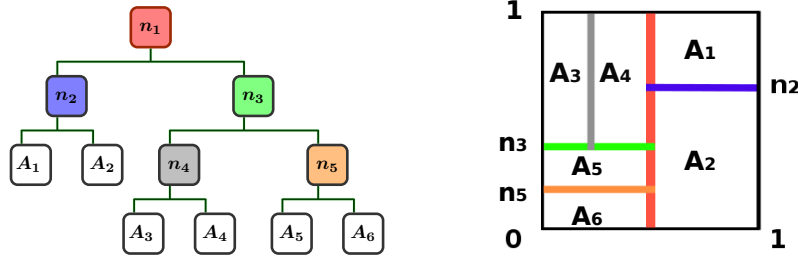 n₁
n₂ n₃
A₁ A₂ n₄ n₅
A₃ A₄ A₅ A₆
1
A₁
A₃ A₄
n₂
n₃
A₅ A₂
n₅
A₆
0 1